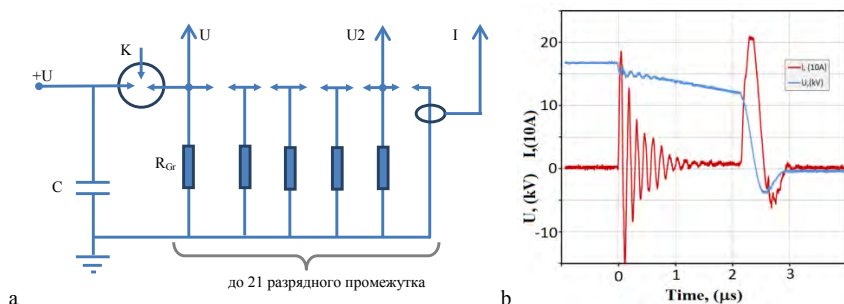 a
U
U2
I
K
+U
R_Gr
C
до 21 разрядного промежутка
b
U, (kV) I,(10A)
20
10
0
-10
I, (10A)
U,(kV)
0
1
2
3
Time, (μs)